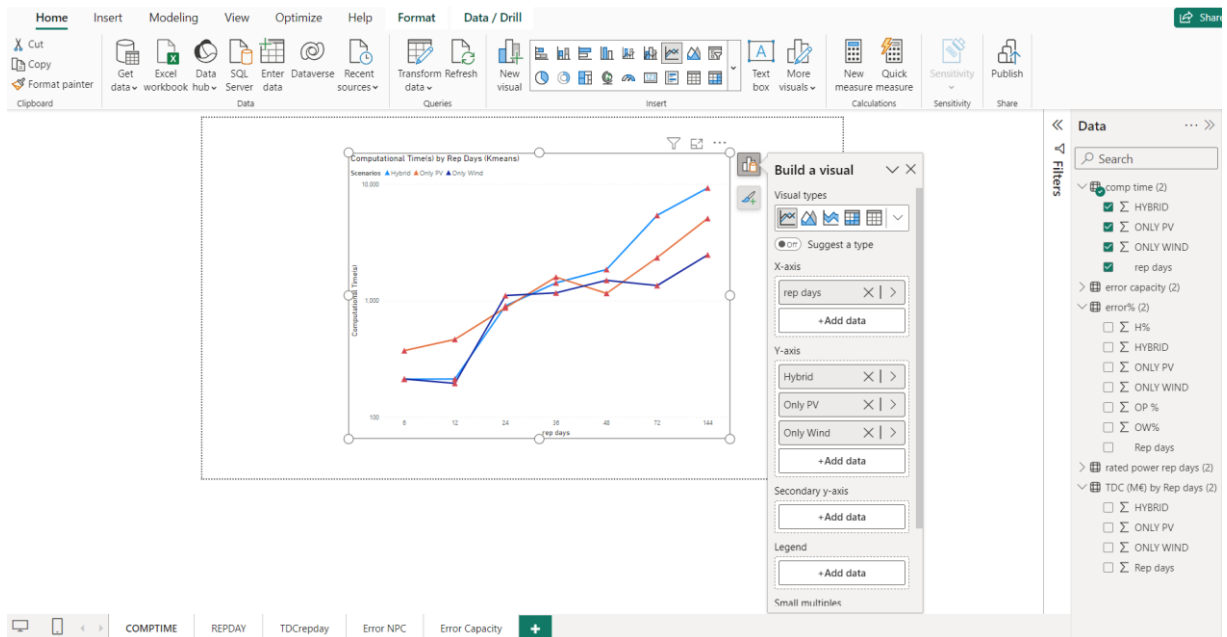 Home Insert Modeling View Optimize Help Format Data / Drill
Share
Cut
Copy
Format painter
Clipboard
Get data
Excel workbook
Data hub
SQL Server
Enter data
Dataverse
Recent sources
Data
Transform data
Refresh
Queries
New visual
Insert
Text box
More visuals
New measure
Quick measure
Calculations
Sensitivity
Sensitivity
Publish
Share
Computational Time(s) by Rep Days (Kmeans)
Scenarios Hybrid Only PV Only Wind
Computational Time(s)
10,000
1,000
100
6 12 24 36 48 72 144
rep days
Build a visual
Visual types
Off Suggest a type
X-axis
rep days
+Add data
Y-axis
Hybrid
Only PV
Only Wind
+Add data
Secondary y-axis
+Add data
Legend
+Add data
Small multiples
Filters
Data
Search
comp time (2)
Σ HYBRID
Σ ONLY PV
Σ ONLY WIND
rep days
error capacity (2)
error% (2)
Σ H%
Σ HYBRID
Σ ONLY PV
Σ ONLY WIND
Σ OP %
Σ OW%
Rep days
rated power rep days (2)
TDC (M€) by Rep days (2)
Σ HYBRID
Σ ONLY PV
Σ ONLY WIND
Σ Rep days
COMPTIME REPDAY TDCrepday Error NPC Error Capacity +